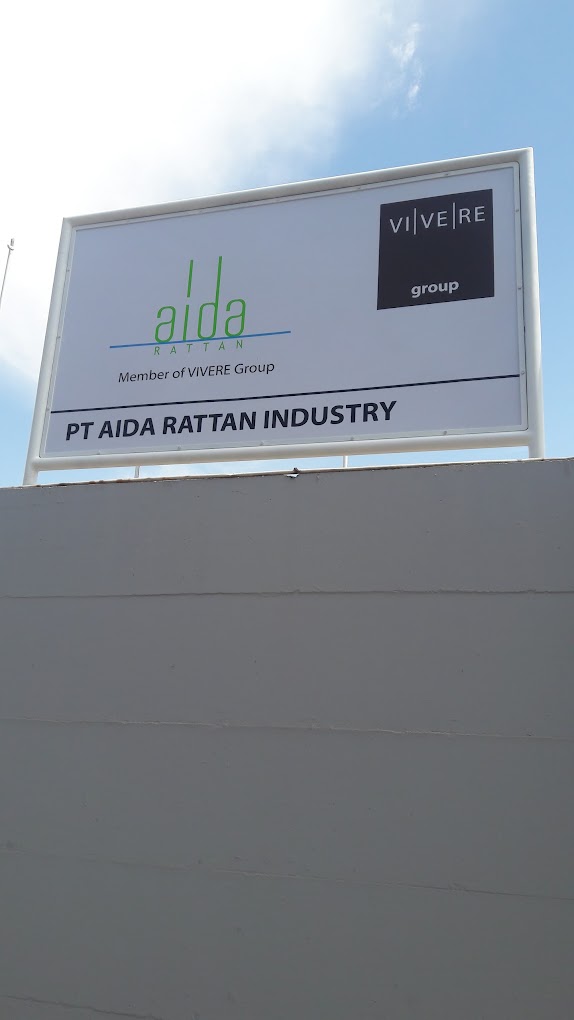 VI|VE|RE
group
aida
RATTAN
Member of VIVERE Group
PT AIDA RATTAN INDUSTRY